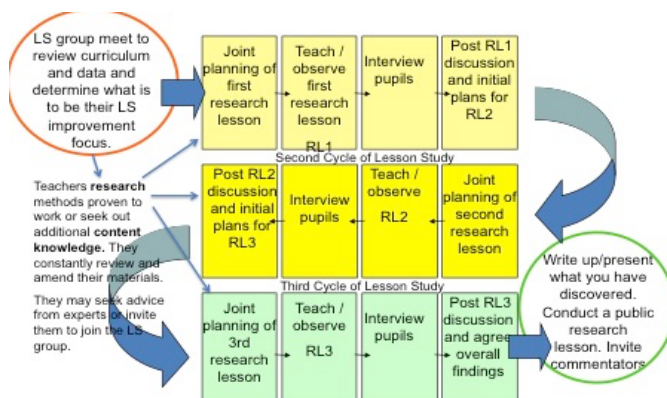 LS group meet to
review curriculum
and data and
determine what is
to be their LS
improvement
focus.
Joint
planning of
first
research
lesson
Teach /
observe
first
research
lesson
RL1
Interview
pupils
Post RL1
discussion
and initial
plans for
RL2
Second Cycle of Lesson Study
Teachers research
methods proven to
work or seek out
additional content
knowledge. They
constantly review and
amend their materials.
They may seek advice
from experts or invite
them to join the LS
group.
Post RL2
discussion
and initial
plans for
RL3
Interview
pupils
Teach /
observe
RL2
Joint
planning of
second
research
lesson
Third Cycle of Lesson Study
Joint
planning of
3rd
research
lesson
Teach /
observe
RL3
Interview
pupils
Post RL3
discussion
and agree
overall
findings
Write up/present
what you have
discovered.
Conduct a public
research
lesson. Invite
commentators